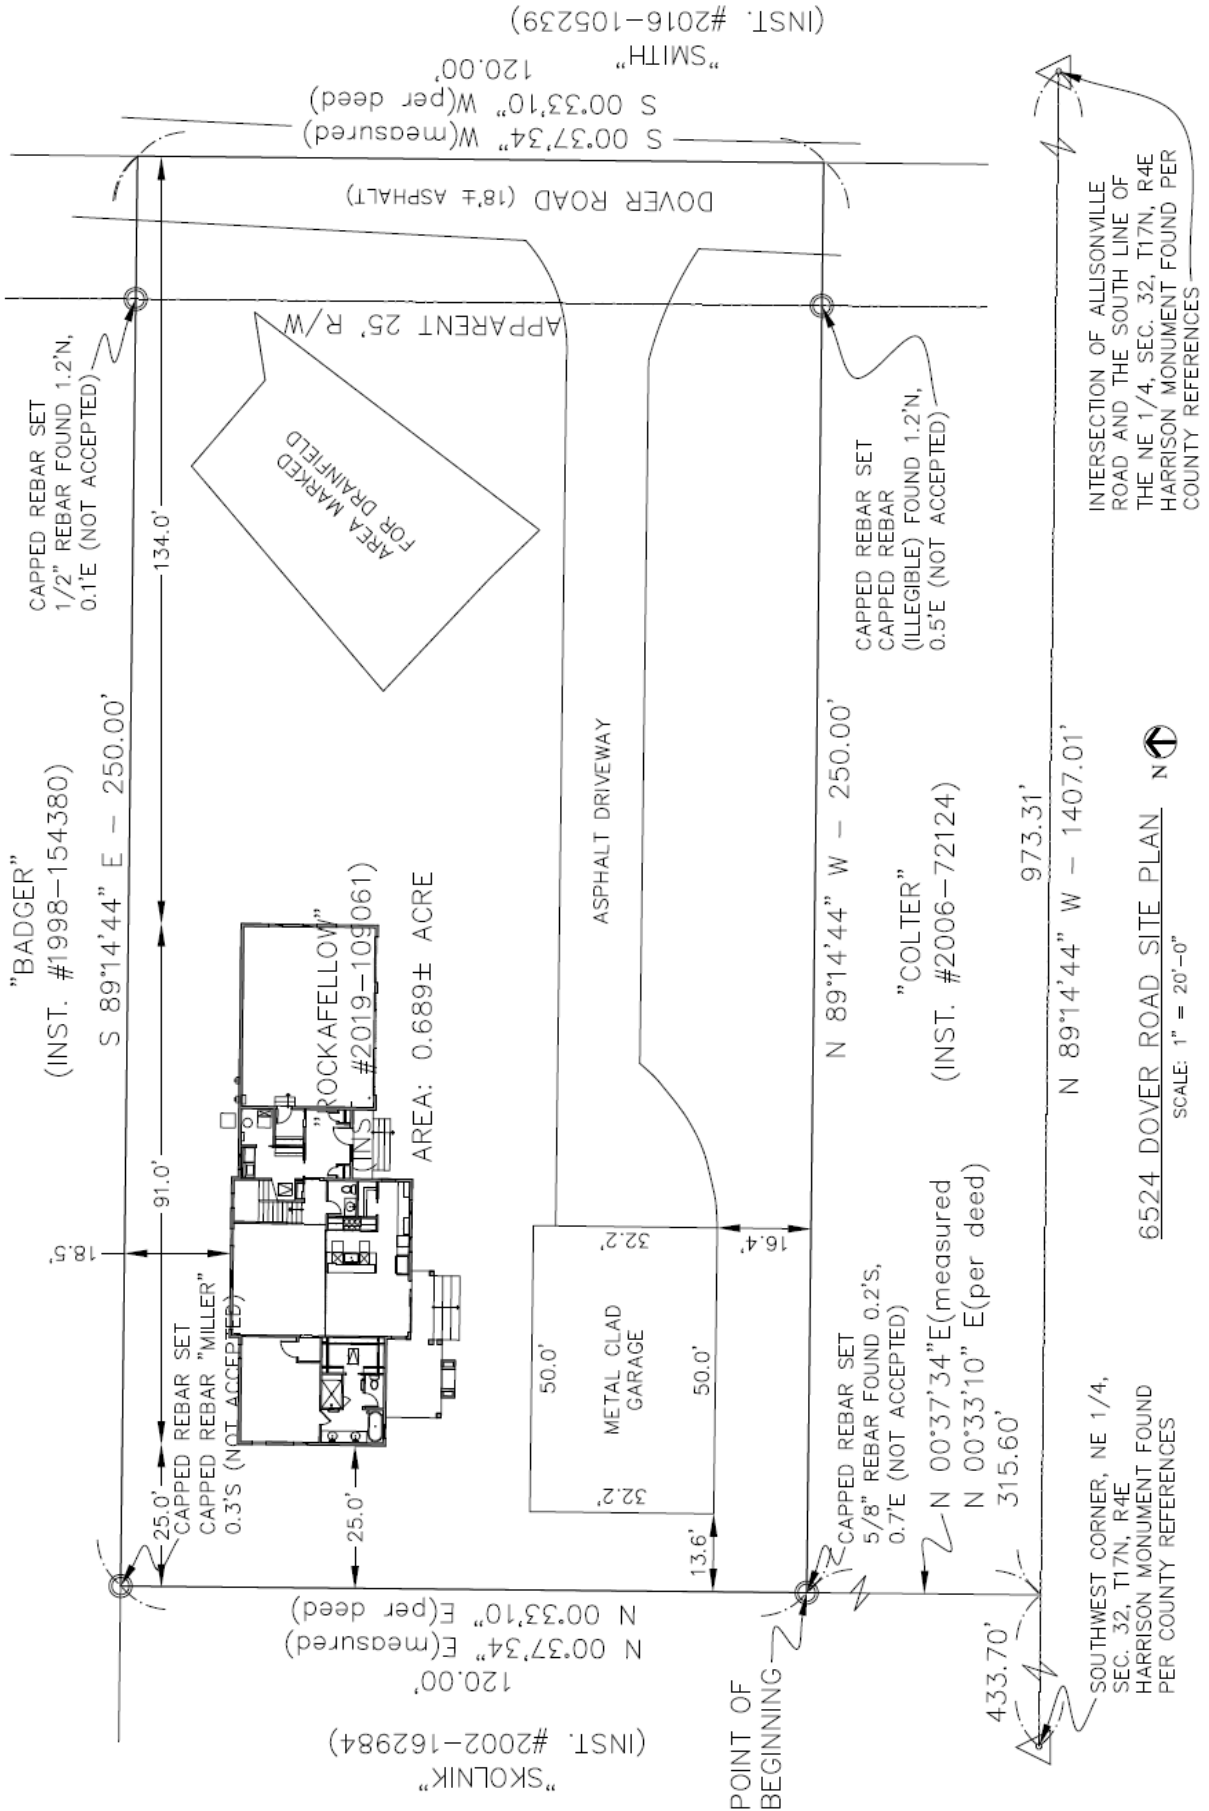 "BADGER"
(INST. #1998-154380)
S 89°14'44" E - 250.00'
CAPPED REBAR SET
1/2" REBAR FOUND 1.2'N,
0.1'E (NOT ACCEPTED)
25.0'
91.0'
134.0'
18.5'
CAPPED REBAR SET
CAPPED REBAR "MILLER"
0.3'S (NOT ACCEPTED)
25.0'
"ROCKAFELLOW"
(INS #2019-109061)
AREA: 0.689± ACRE
AREA MARKED
FOR DRAINFIELD
APPARENT 25' R/W
DOVER ROAD (18'± ASPHALT)
S 00°37'34" W(measured)
S 00°33'10" W(per deed)
120.00'
"SMITH"
(INST. #2016-105239)
"SKOLNIK"
(INST. #2002-162984)
120.00'
N 00°37'34" E(measured)
N 00°33'10" E(per deed)
50.0'
32.2'
METAL CLAD
GARAGE
32.2'
50.0'
13.6'
16.4'
ASPHALT DRIVEWAY
POINT OF
BEGINNING
CAPPED REBAR SET
5/8" REBAR FOUND 0.2'S,
0.7'E (NOT ACCEPTED)
N 89°14'44" W - 250.00'
CAPPED REBAR SET
CAPPED REBAR
(ILLEGIBLE) FOUND 1.2'N,
0.5'E (NOT ACCEPTED)
"COLTER"
(INST. #2006-72124)
N 00°37'34"E(measured
N 00°33'10" E(per deed)
315.60'
433.70'
973.31'
N 89°14'44" W - 1407.01'
SOUTHWEST CORNER, NE 1/4,
SEC. 32, T17N, R4E
HARRISON MONUMENT FOUND
PER COUNTY REFERENCES
INTERSECTION OF ALLISONVILLE
ROAD AND THE SOUTH LINE OF
THE NE 1/4, SEC. 32, T17N, R4E
HARRISON MONUMENT FOUND PER
COUNTY REFERENCES
6524 DOVER ROAD SITE PLAN
SCALE: 1" = 20'-0"
N